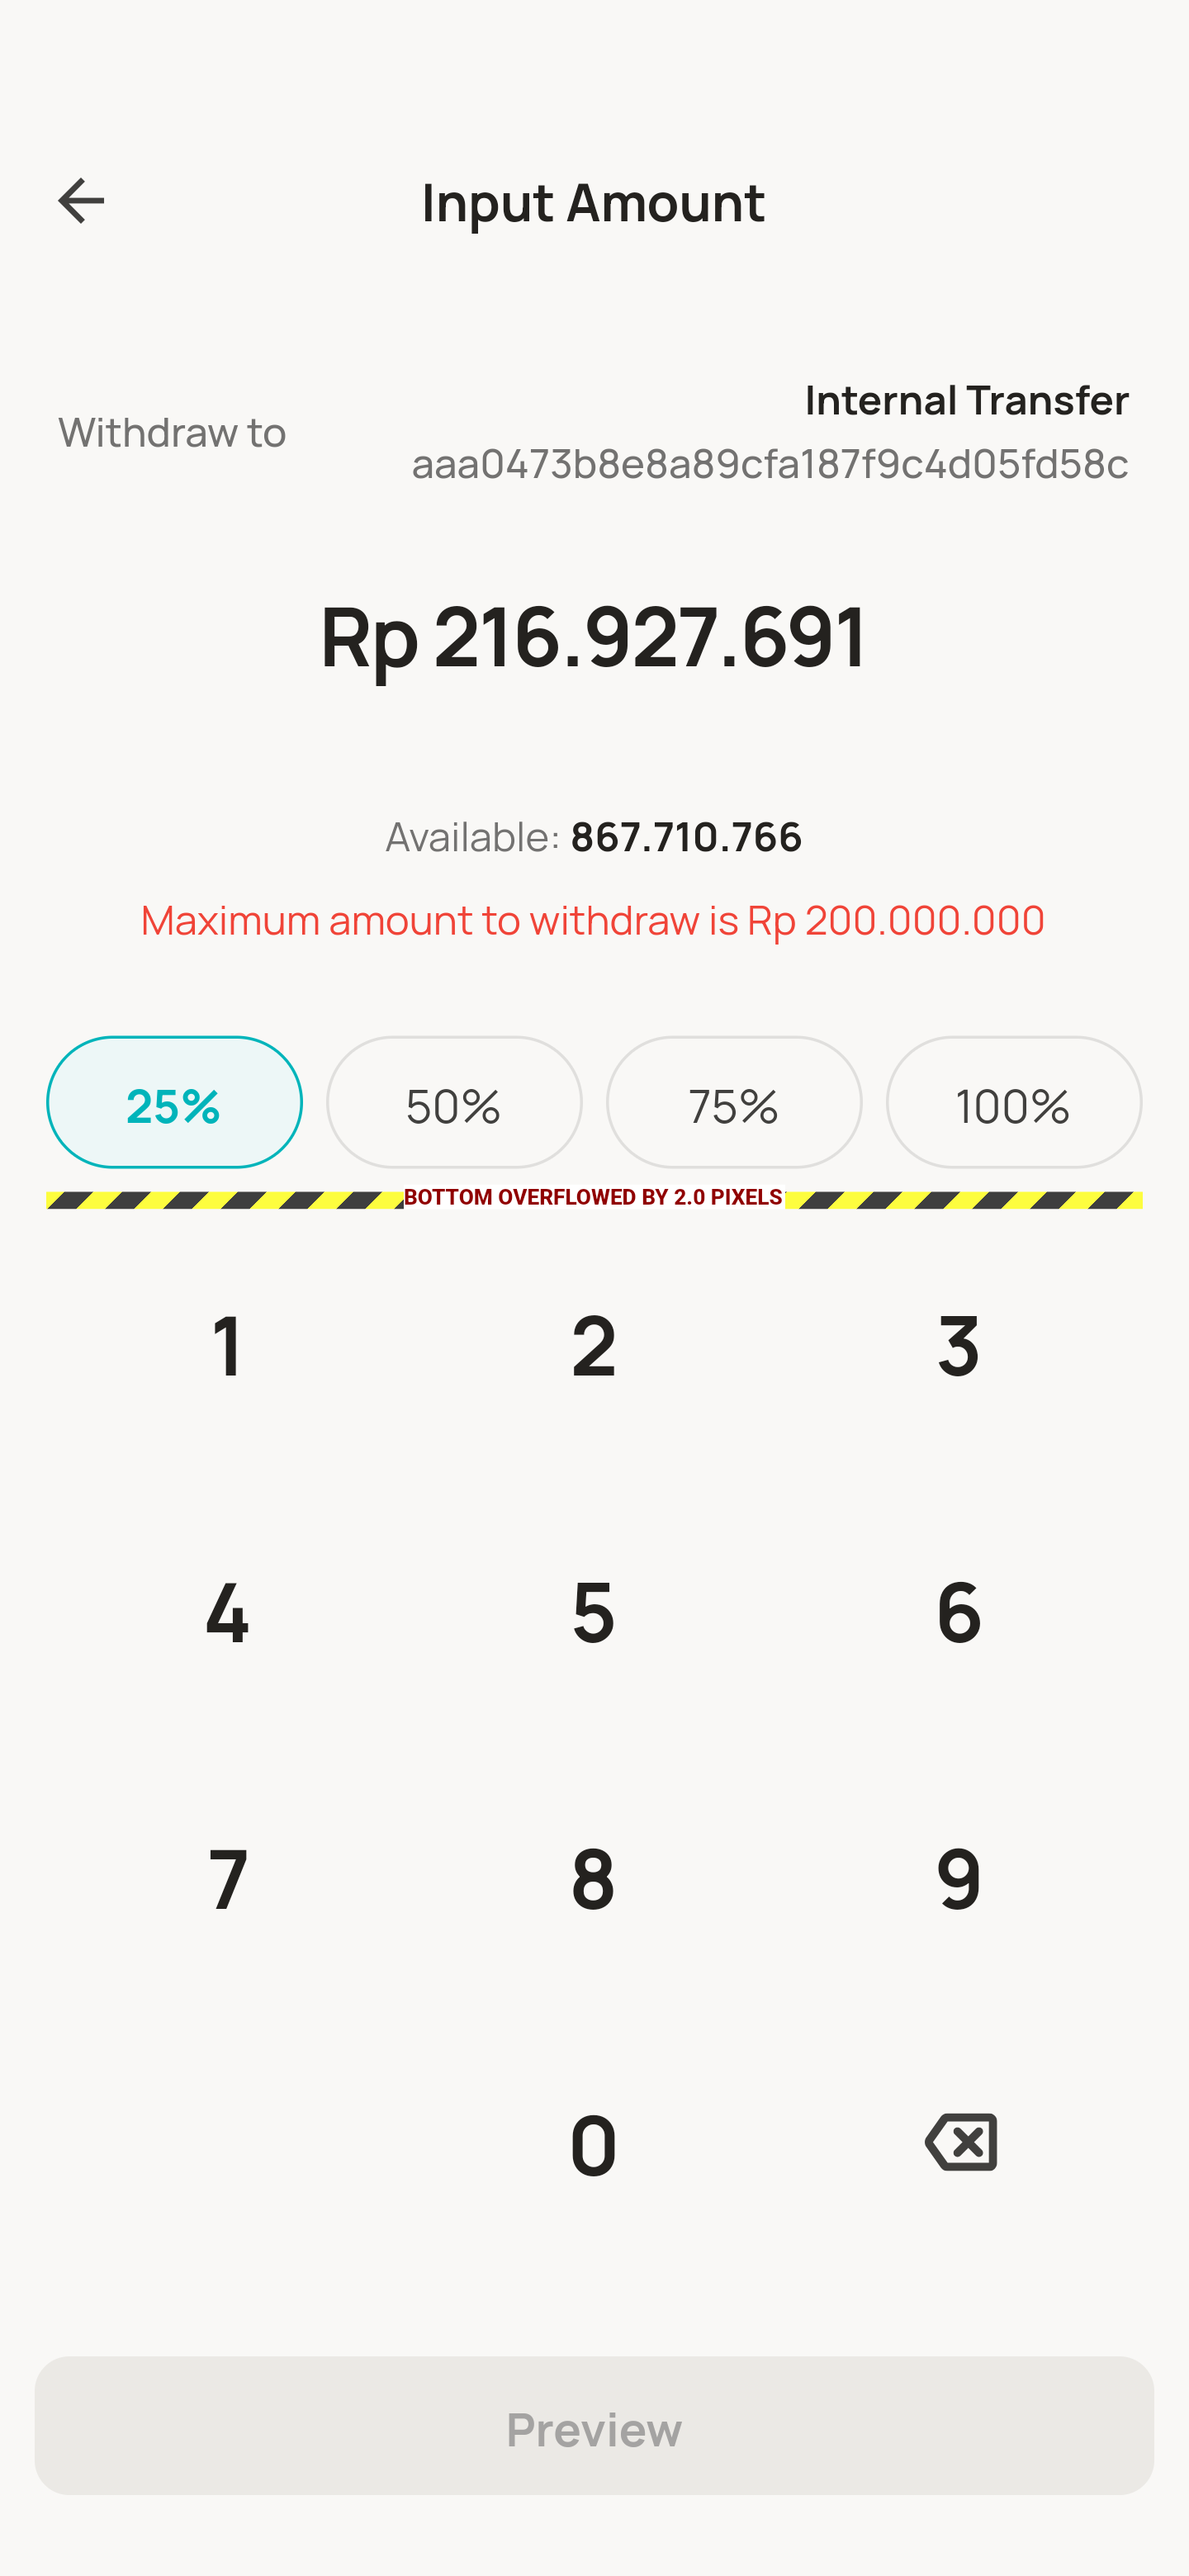 Input Amount
Withdraw to
Internal Transfer
aaa0473b8e8a89cfa187f9c4d05fd58c
Rp 216.927.691
Available: 867.710.766
Maximum amount to withdraw is Rp 200.000.000
25% 50% 75% 100%
BOTTOM OVERFLOWED BY 2.0 PIXELS
1 2 3
4 5 6
7 8 9
0
Preview